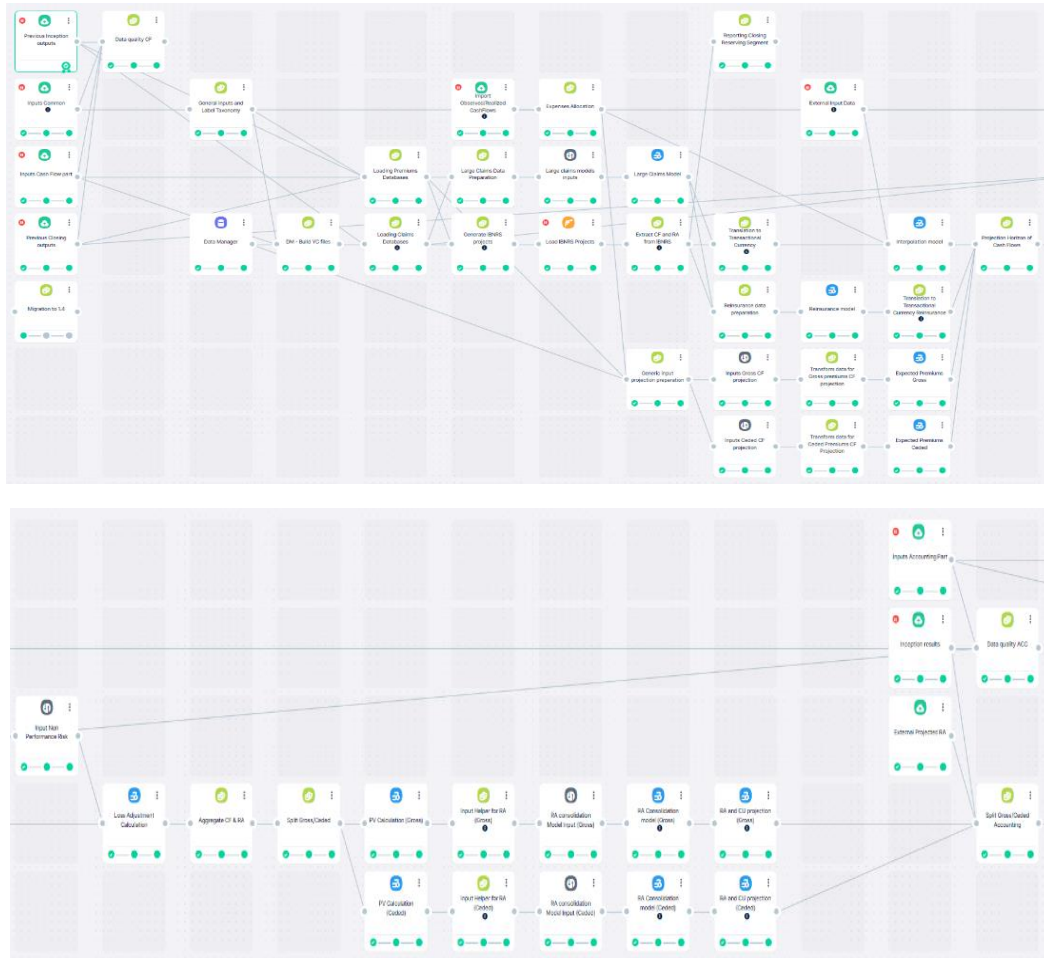 Previous Inception
outputs
Data quality CF
Reporting Closing
Reserving Segment
Inputs Common
General Inputs and
Label Taxonomy
Import
Observed/Realized
CashFlows
Expenses Allocation
External Input Data
Inputs Cash Flow part
Loading Premiums
Databases
Large Claims Data
Preparation
Large claims models
inputs
Large Claims Model
Previous Closing
outputs
Data Manager
DM - Build VC files
Loading Claims
Databases
Generate IBNRS
projects
Load IBNRS Projects
Extract CF and RA
from IBNRS
Translation to
Transactional
Currency
Interpolation model
Projection Horizon of
Cash Flows
Migration to 1.4
Reinsurance data
preparation
Reinsurance model
Translation to
Transactional
Currency Reinsurance
Generic Input
projection preparation
Inputs Gross CF
projection
Transform data for
Gross premiums CF
projection
Expected Premiums
Gross
Inputs Ceded CF
projection
Transform data for
Ceded Premiums CF
Projection
Expected Premiums
Ceded
Inputs Accounting Part
Inception results
Data quality ACC
Input Non
Performance Risk
External Projected RA
Loss Adjustment
Calculation
Aggregate CF & RA
Split Gross/Ceded
PV Calculation (Gross)
Input Helper for RA
(Gross)
RA consolidation
Model Input (Gross)
RA Consolidation
model (Gross)
RA and CU projection
(Gross)
Split Gross/Ceded
Accounting
PV Calculation
(Ceded)
Input Helper for RA
(Ceded)
RA consolidation
Model Input (Ceded)
RA Consolidation
model (Ceded)
RA and CU projection
(Ceded)